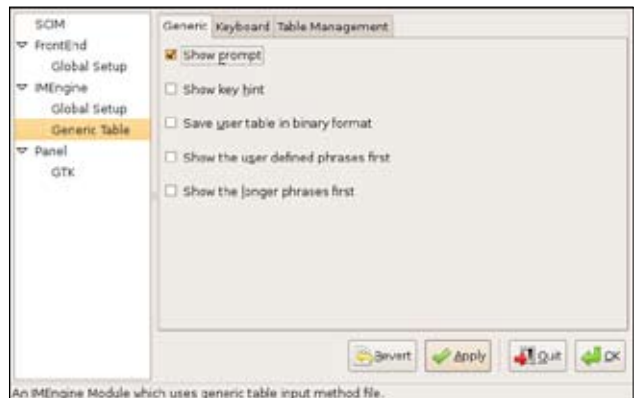 SCIM
FrontEnd
Global Setup
IMEngine
Global Setup
Generic Table
Panel
GTK
Generic Keyboard Table Management
Show prompt
Show key hint
Save user table in binary format
Show the user defined phrases first
Show the longer phrases first
Revert Apply Quit OK
An IMEngine Module which uses generic table input method file.